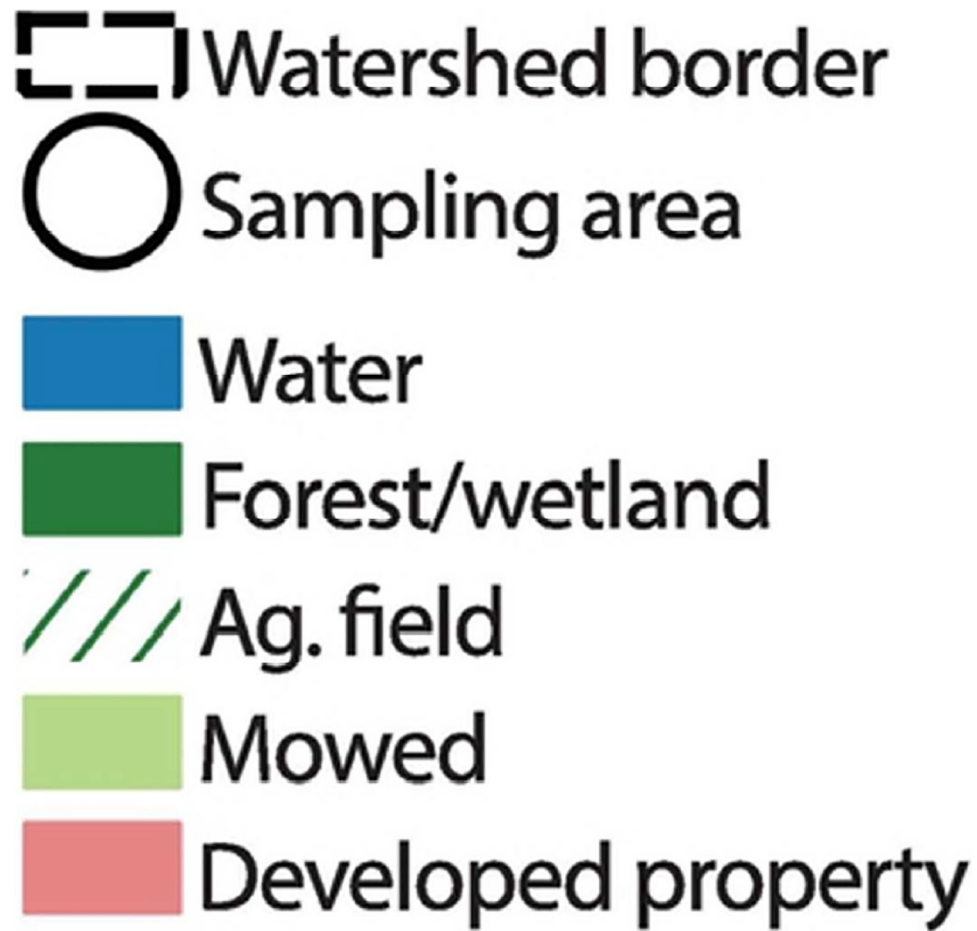 Watershed border
Sampling area
Water
Forest/wetland
Ag. field
Mowed
Developed property